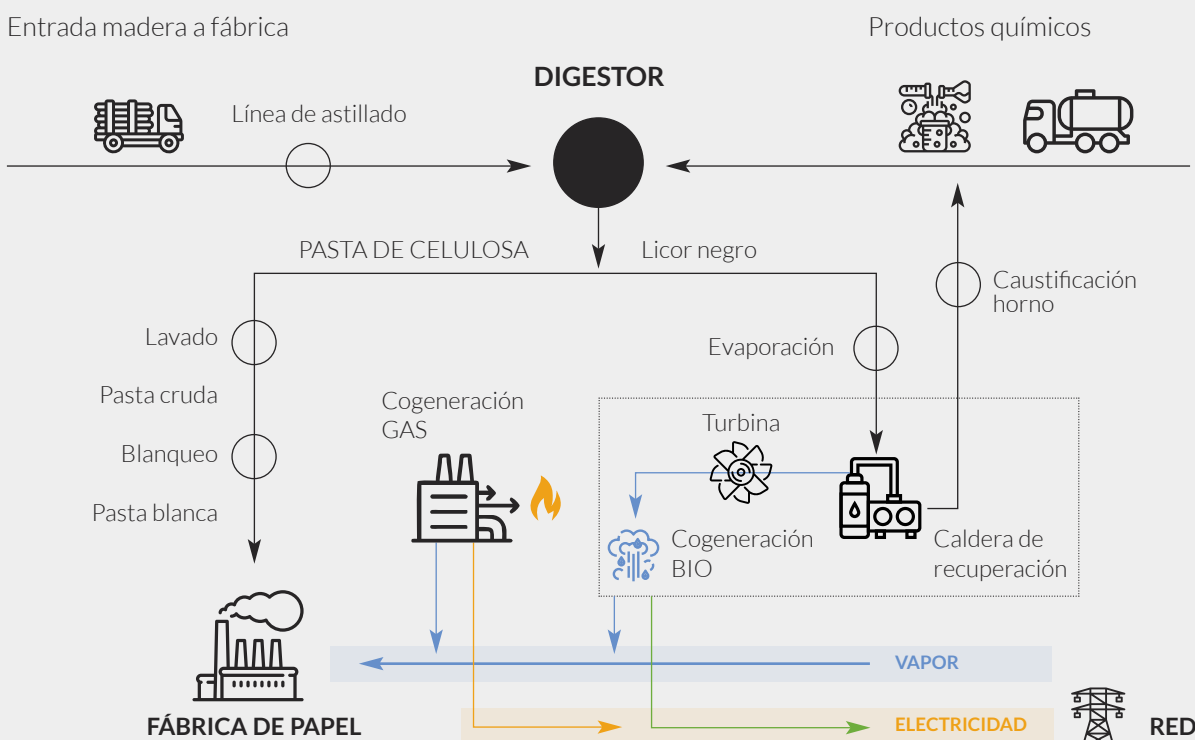 Entrada madera a fábrica
Productos químicos
DIGESTOR
Línea de astillado
PASTA DE CELULOSA
Licor negro
Caustificación
horno
Lavado
Evaporación
Pasta cruda
Cogeneración
GAS
Turbina
Blanqueo
Pasta blanca
Cogeneración
BIO
Caldera de
recuperación
VAPOR
FÁBRICA DE PAPEL
ELECTRICIDAD
RED